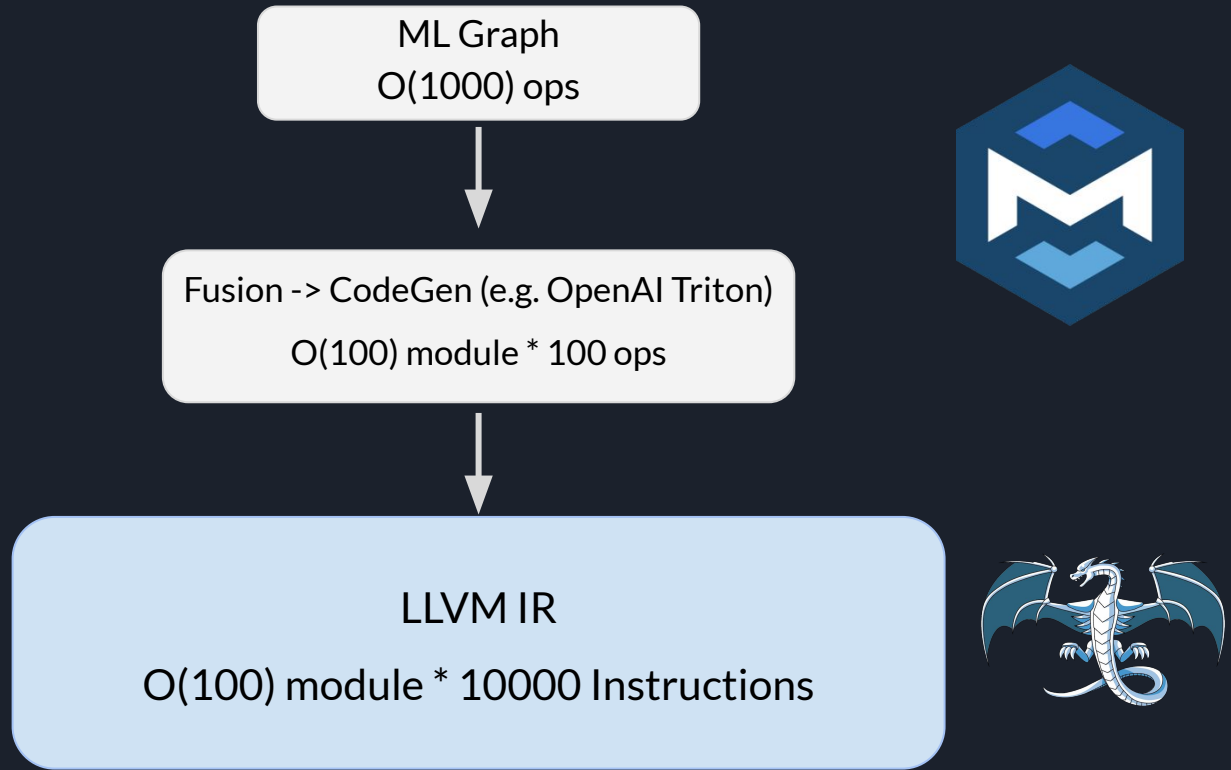 ML Graph
O(1000) ops
Fusion -> CodeGen (e.g. OpenAI Triton)
O(100) module * 100 ops
LLVM IR
O(100) module * 10000 Instructions